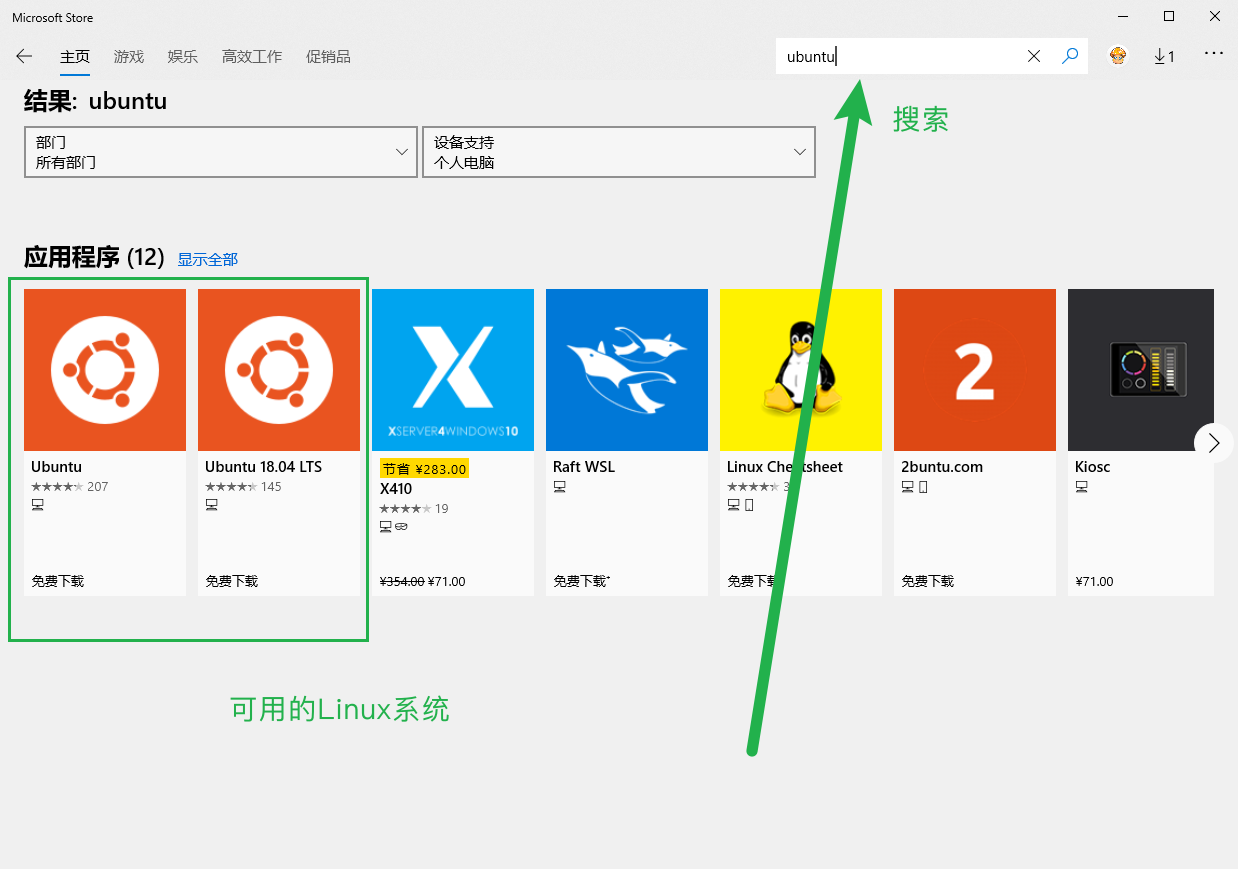 Microsoft Store
主页 游戏 娱乐 高效工作 促销品
ubuntu
1
结果: ubuntu
搜索
部门
所有部门
设备支持
个人电脑
应用程序 (12) 显示全部
XSERVER4WINDOWS10
2
Ubuntu
207
免费下载
Ubuntu 18.04 LTS
145
免费下载
节省 ¥283.00
X410
19
¥354.00 ¥71.00
Raft WSL
免费下载*
Linux Cheatsheet
免费下载
2buntu.com
免费下载
Kiosc
¥71.00
可用的Linux系统